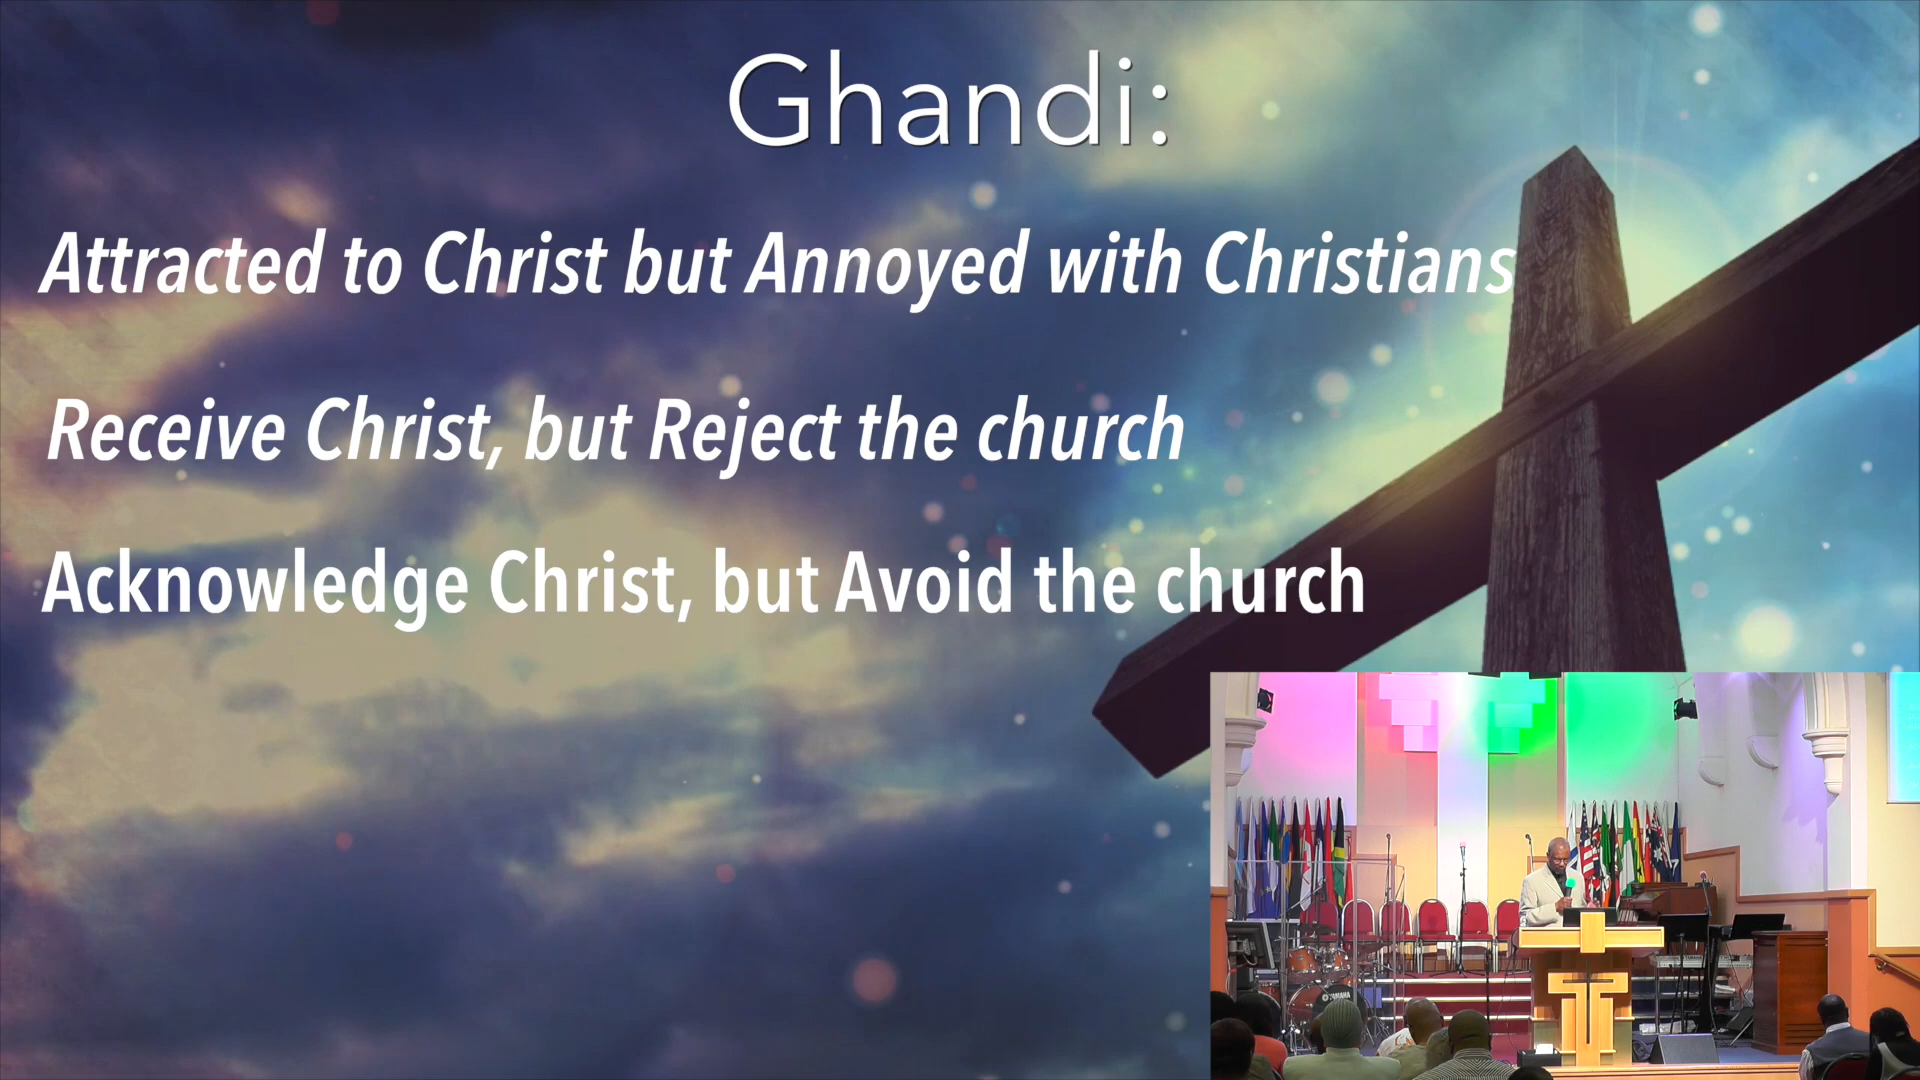 Ghandi:
Attracted to Christ but Annoyed with Christians
Receive Christ, but Reject the church
Acknowledge Christ, but Avoid the church
YAMAHA